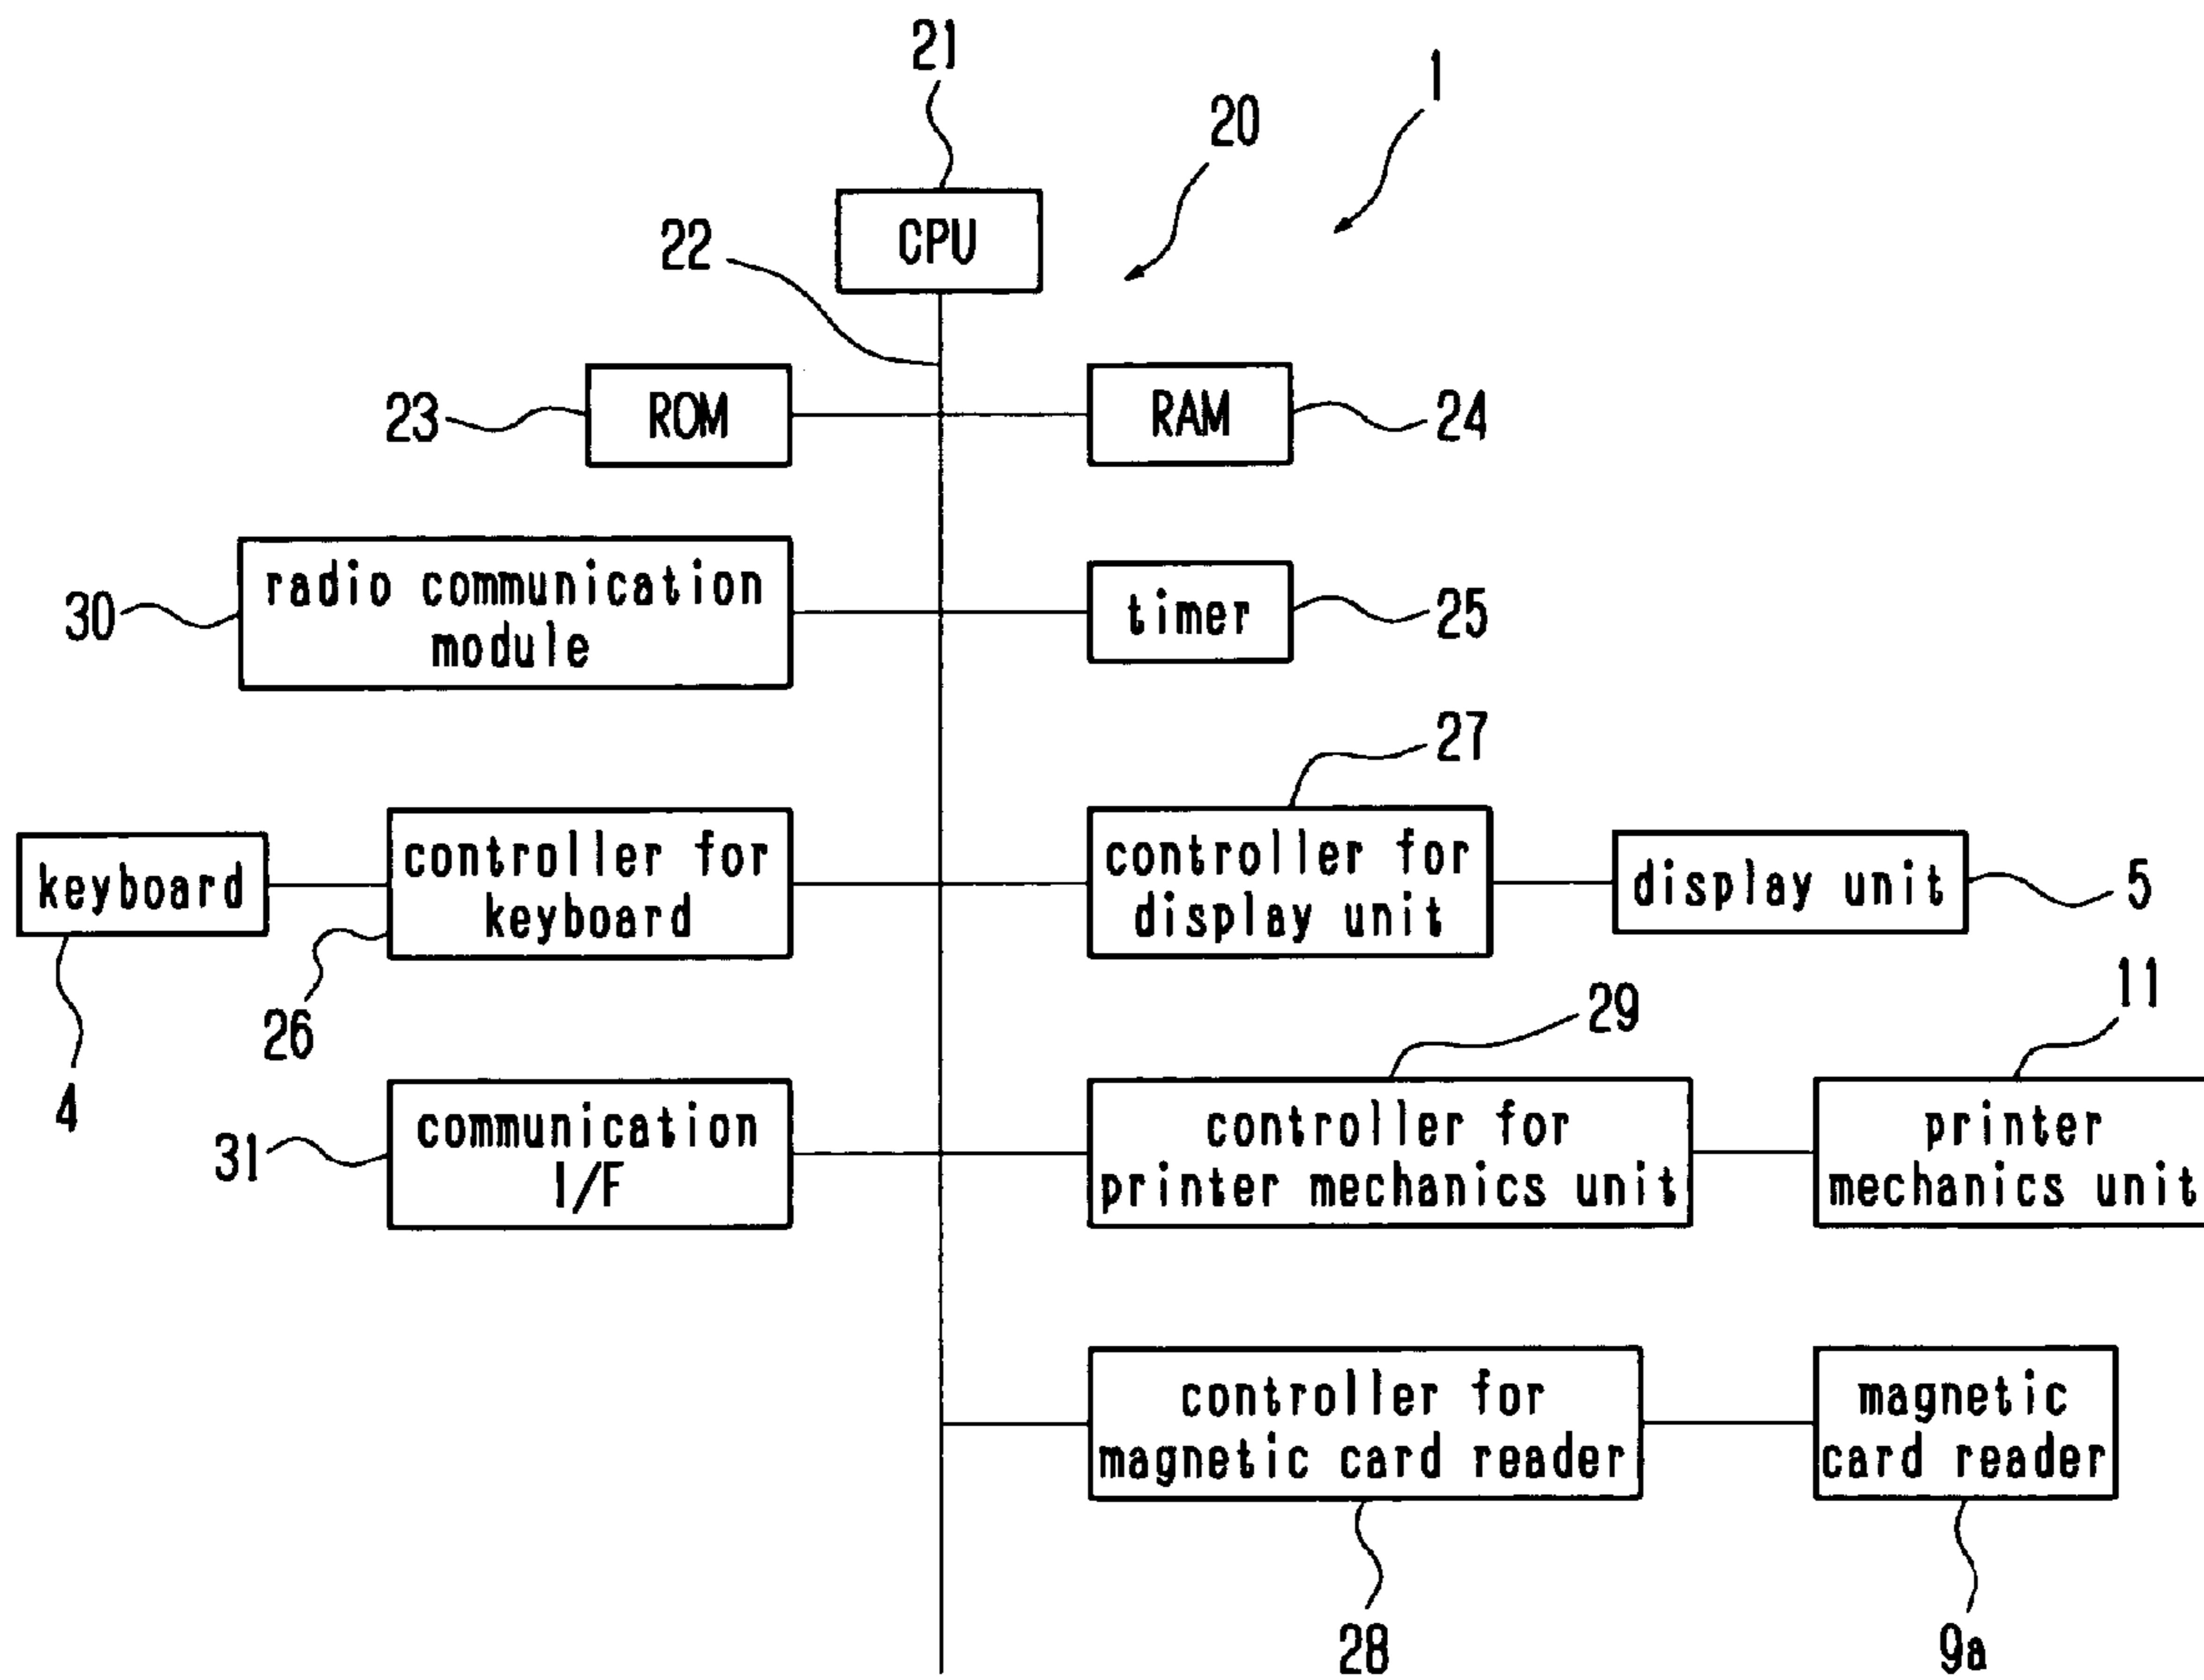 21
1
20
CPU
22
ROM
23
RAM
24
radio communication
module
30
timer
25
27
keyboard
controller for
keyboard
controller for
display unit
display unit
5
4
26
29
11
communication
I/F
31
controller for
printer mechanics unit
printer
mechanics unit
controller for
magnetic card reader
magnetic
card reader
28
9a